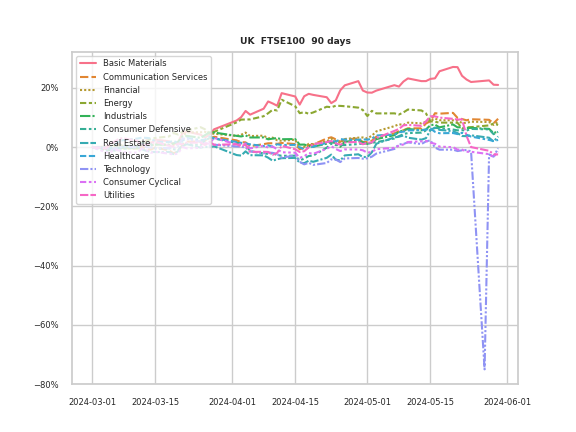 UK  FTSE100  90 days
Basic Materials
Communication Services
Financial
Energy
Industrials
Consumer Defensive
Real Estate
Healthcare
Technology
Consumer Cyclical
Utilities
20%
0%
−20%
−40%
−60%
−80%
2024-03-01 2024-03-15 2024-04-01 2024-04-15 2024-05-01 2024-05-15 2024-06-01